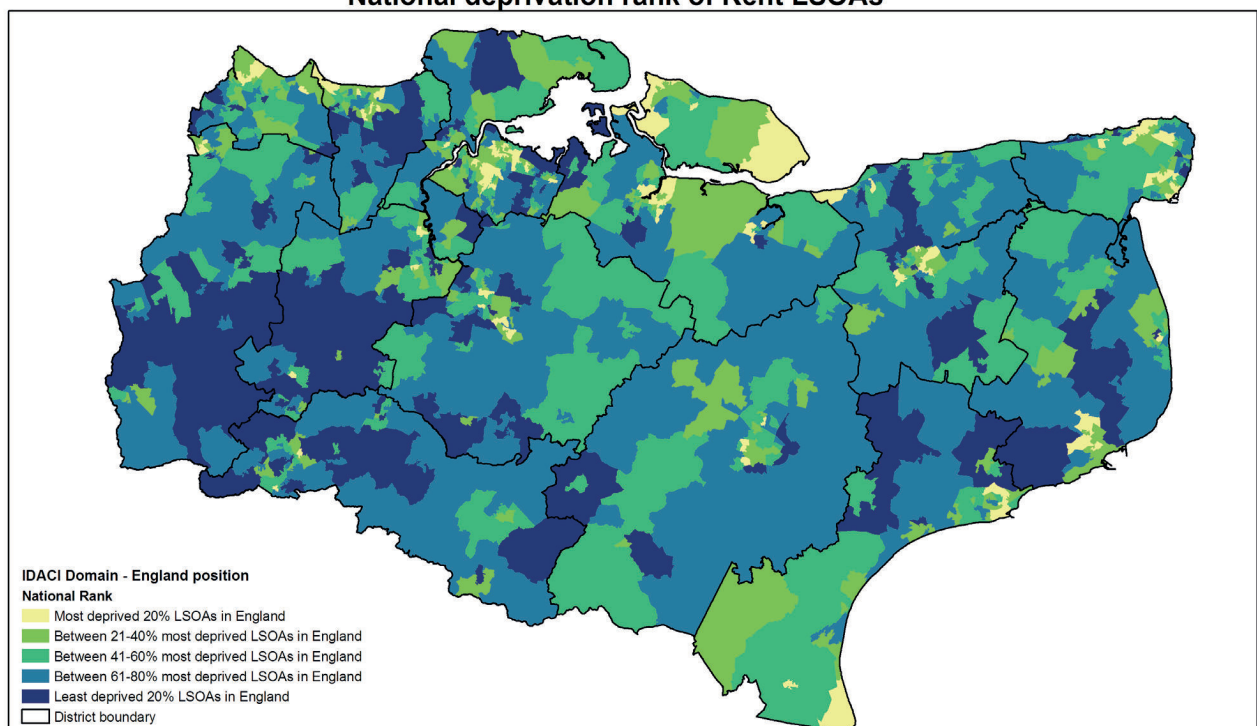 National deprivation rank of Kent LSOAs
IDACI Domain - England position
National Rank
Most deprived 20% LSOAs in England
Between 21-40% most deprived LSOAs in England
Between 41-60% most deprived LSOAs in England
Between 61-80% most deprived LSOAs in England
Least deprived 20% LSOAs in England
District boundary